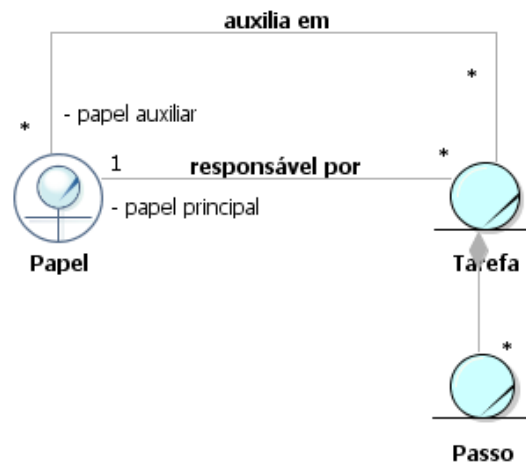 auxilia em
*
*
- papel auxiliar
1
responsável por
*
- papel principal
Papel
Tarefa
*
Passo